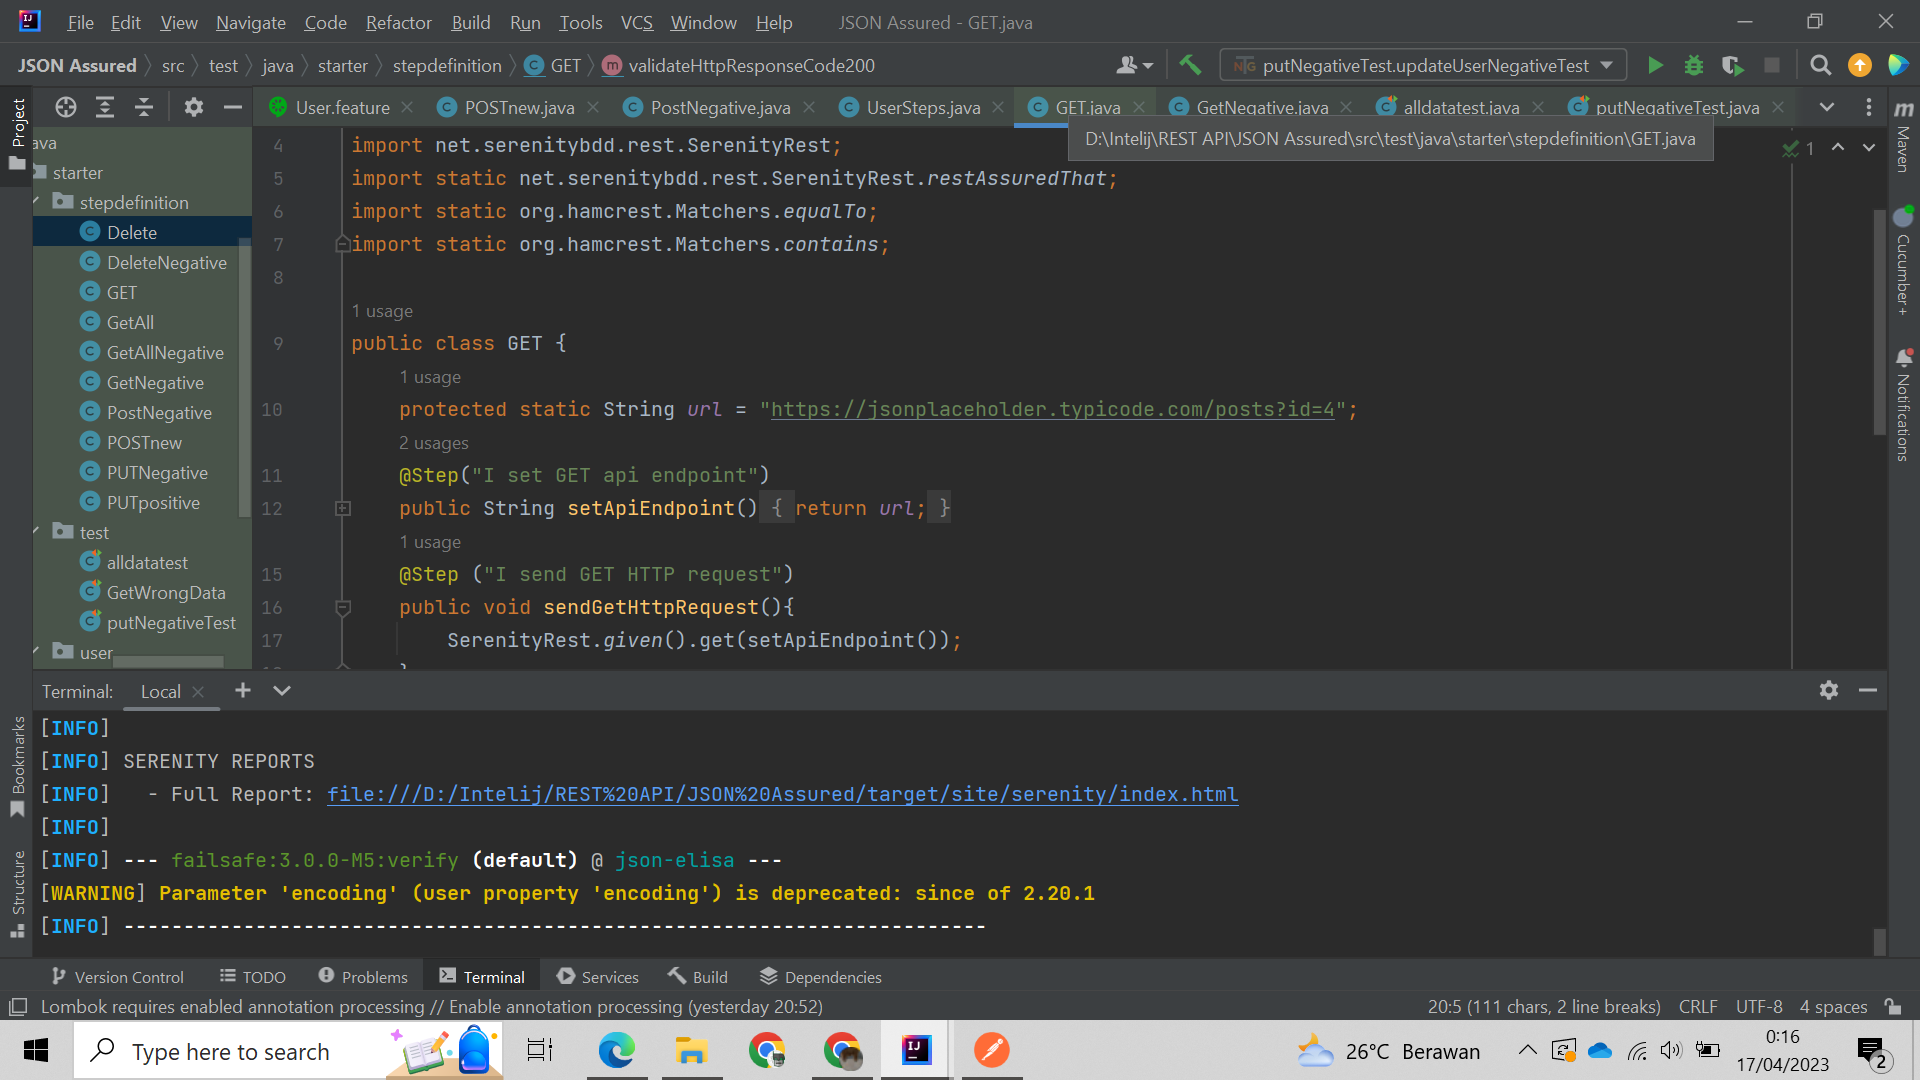 File Edit View Navigate Code Refactor Build Run Tools VCS Window Help JSON Assured - GET.java
JSON Assured src test java starter stepdefinition GET validateHttpResponseCode200 putNegativeTest.updateUserNegativeTest
User.feature POSTnew.java PostNegative.java UserSteps.java GET.java GetNegative.java alldatatest.java putNegativeTest.java
D:\Intelij\REST API\JSON Assured\src\test\java\starter\stepdefinition\GET.java
Project
ava
starter
stepdefinition
Delete
DeleteNegative
GET
GetAll
GetAllNegative
GetNegative
PostNegative
POSTnew
PUTNegative
PUTpositive
test
alldatatest
GetWrongData
putNegativeTest
user
1
4 import net.serenitybdd.rest.SerenityRest;
5 import static net.serenitybdd.rest.SerenityRest.restAssuredThat;
6 import static org.hamcrest.Matchers.equalTo;
7 import static org.hamcrest.Matchers.contains;
8
1 usage
9 public class GET {
1 usage
10 protected static String url = "https://jsonplaceholder.typicode.com/posts?id=4";
2 usages
11 @Step("I set GET api endpoint")
12 public String setApiEndpoint() { return url; }
1 usage
15 @Step ("I send GET HTTP request")
16 public void sendGetHttpRequest(){
17 SerenityRest.given().get(setApiEndpoint());
Maven
Cucumber+
Notifications
Terminal: Local
[INFO]
[INFO] SERENITY REPORTS
[INFO] - Full Report: file:///D:/Intelij/REST%20API/JSON%20Assured/target/site/serenity/index.html
[INFO]
[INFO] --- failsafe:3.0.0-M5:verify (default) @ json-elisa ---
[WARNING] Parameter 'encoding' (user property 'encoding') is deprecated: since of 2.20.1
[INFO] ------------------------------------------------------------------------
Bookmarks
Structure
Version Control TODO Problems Terminal Services Build Dependencies
Lombok requires enabled annotation processing // Enable annotation processing (yesterday 20:52) 20:5 (111 chars, 2 line breaks) CRLF UTF-8 4 spaces
Type here to search
26°C Berawan
0:16
17/04/2023
2